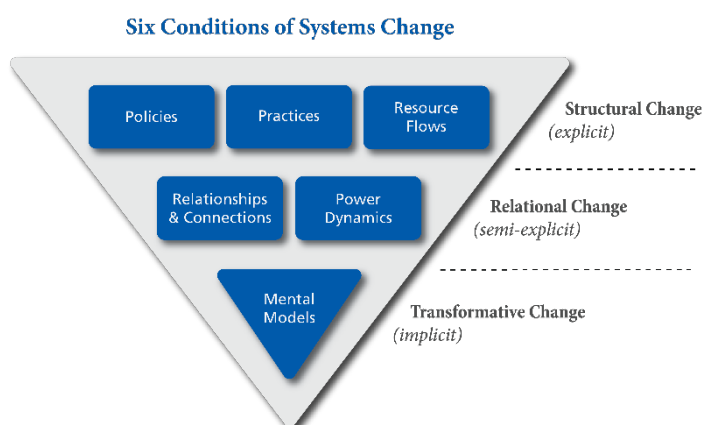 Six Conditions of Systems Change
Policies
Practices
Resource
Flows
Structural Change
(explicit)
Relationships
& Connections
Power
Dynamics
Relational Change
(semi-explicit)
Mental
Models
Transformative Change
(implicit)